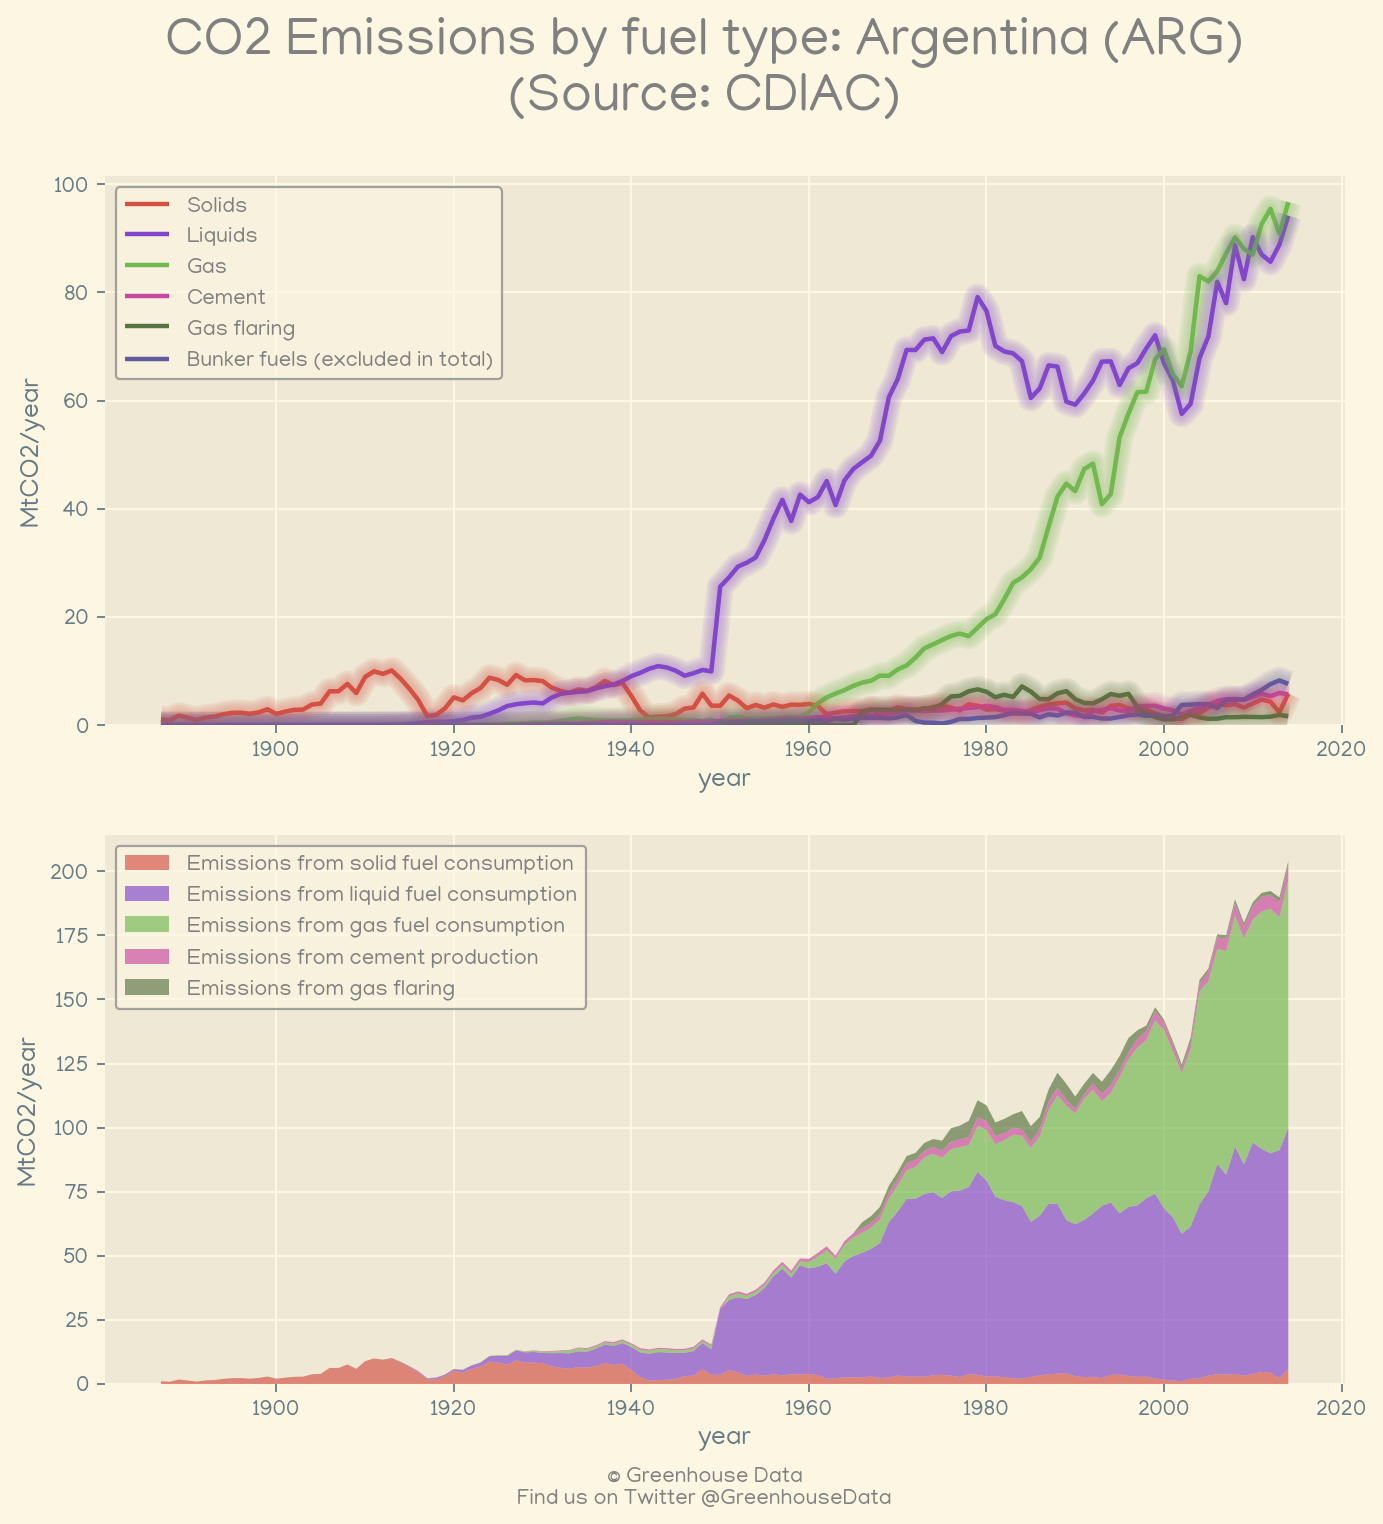 CO2 Emissions by fuel type: Argentina (ARG)
(Source: CDIAC)
100
80
60
40
20
0
MtCO2/year
Solids
Liquids
Gas
Cement
Gas flaring
Bunker fuels (excluded in total)
1900
1920
1940
1960
1980
2000
2020
year
200
175
150
125
100
75
50
25
0
MtCO2/year
Emissions from solid fuel consumption
Emissions from liquid fuel consumption
Emissions from gas fuel consumption
Emissions from cement production
Emissions from gas flaring
1900
1920
1940
1960
1980
2000
2020
year
© Greenhouse Data
Find us on Twitter @GreenhouseData